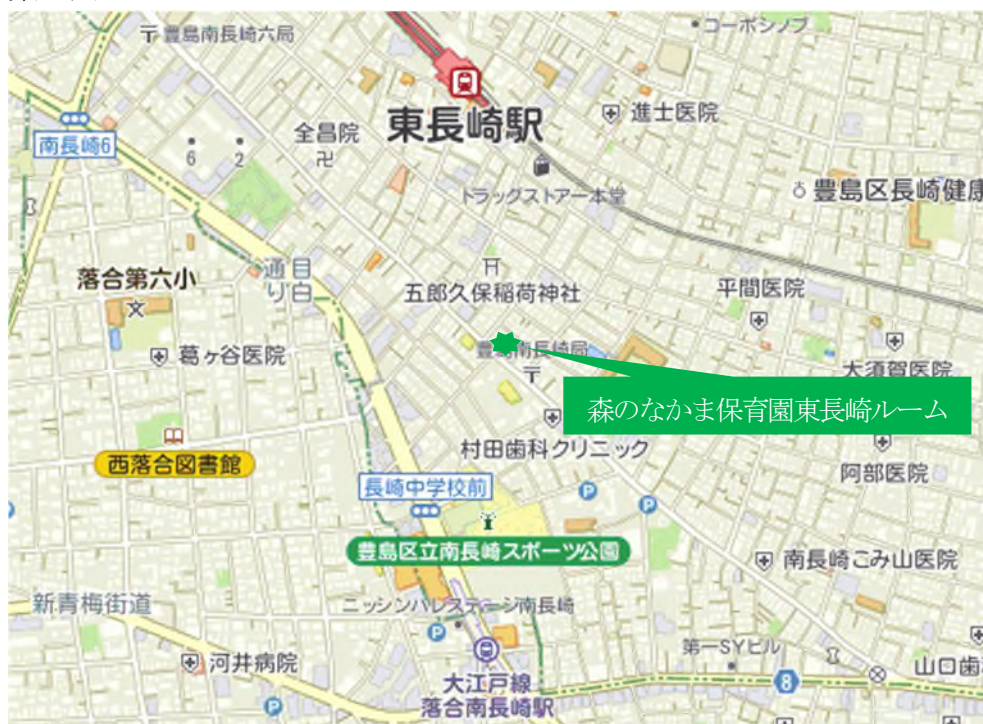 コーポシノブ
〒豊島南長崎六局
東長崎駅
進士医院
南長崎6
全昌院
6
2
ドラッグストアー本堂
豊島区長崎健康
落合第六小
目白
通り
五郎久保稲荷神社
平間医院
葛ヶ谷医院
豊島南長崎局
〒
大須賀医院
森のなかま保育園東長崎ルーム
村田歯科クリニック
西落合図書館
阿部医院
長崎中学校前
P
P
豊島区立南長崎スポーツ公園
南長崎こみ山医院
新青梅街道
ニッシンパレステージ南長崎
P
第一SYビル
河井病院
8
山口歯
大江戸線
落合南長崎駅
P
P